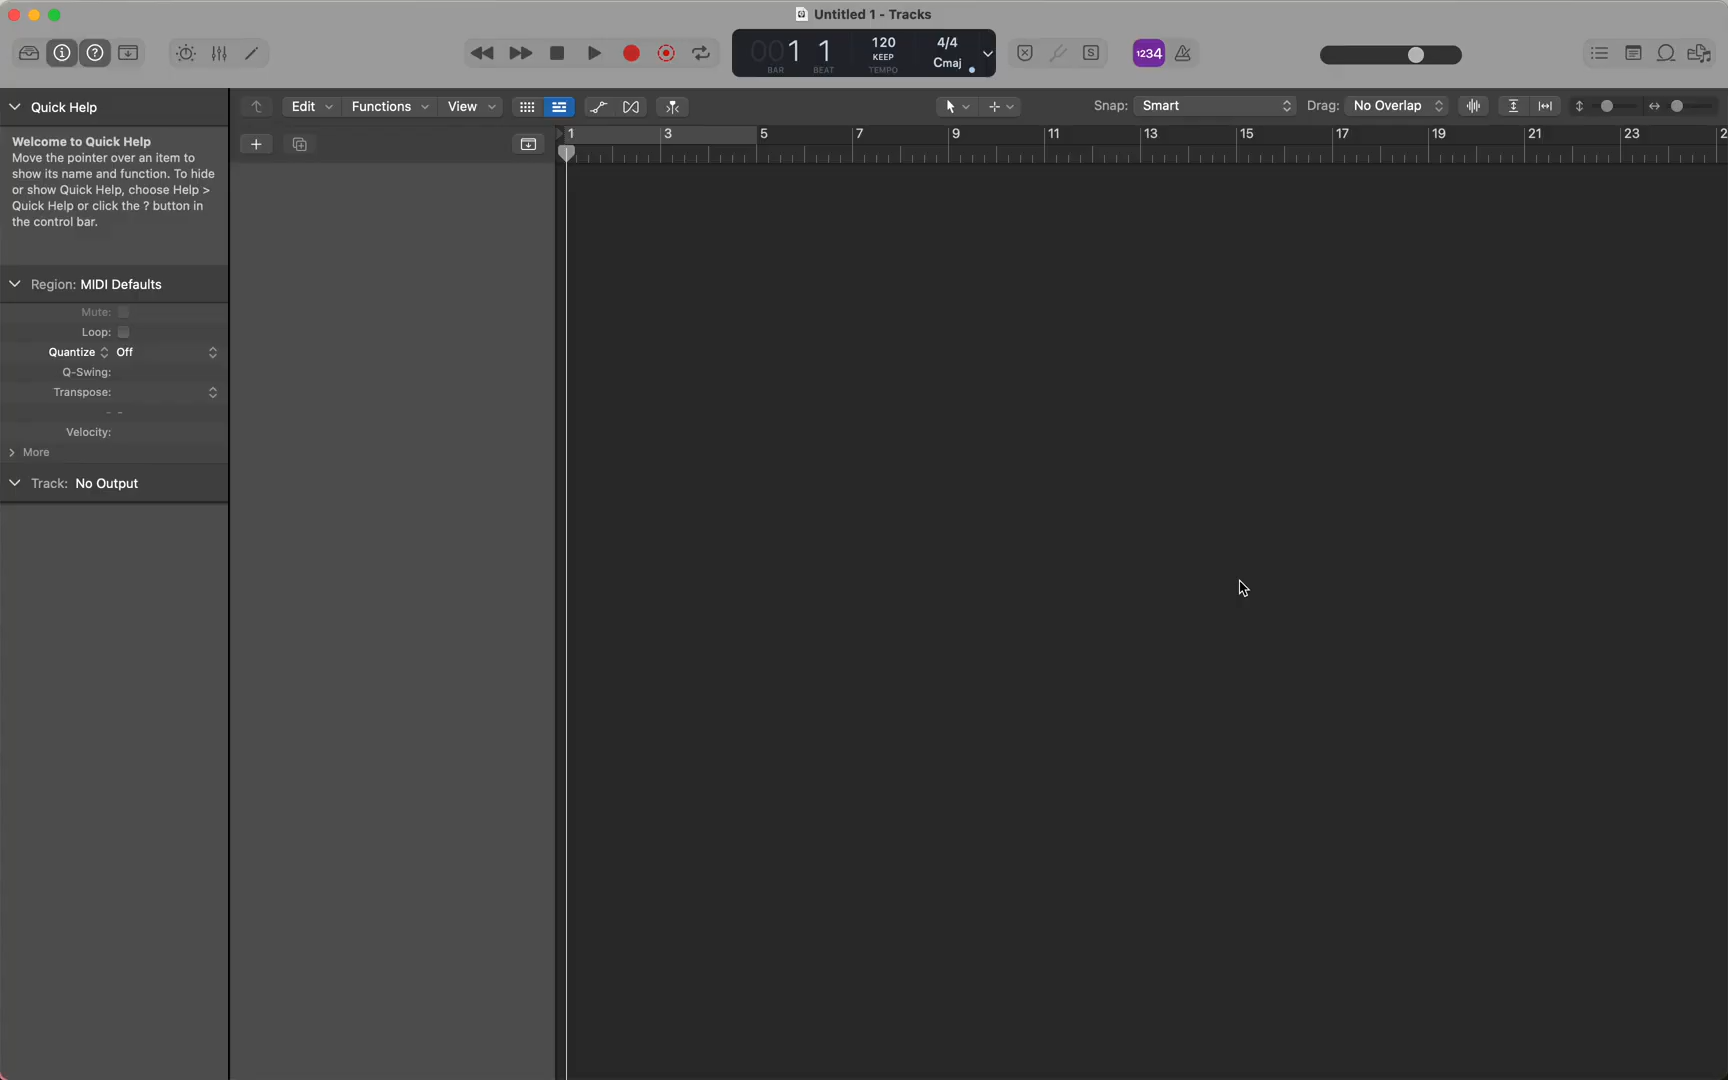 Untitled 1 - Tracks
001 1
BAR BEAT
120
KEEP
TEMPO
4/4
Cmaj
S
1234
Quick Help
Edit
Functions
View
Snap: Smart
Drag: No Overlap
1 3 5 7 9 11 13 15 17 19 21 23 2
Welcome to Quick Help
Move the pointer over an item to
show its name and function. To hide
or show Quick Help, choose Help >
Quick Help or click the ? button in
the control bar.
Region: MIDI Defaults
Mute:
Loop:
Quantize Off
Q-Swing:
Transpose:
- -
Velocity:
More
Track: No Output